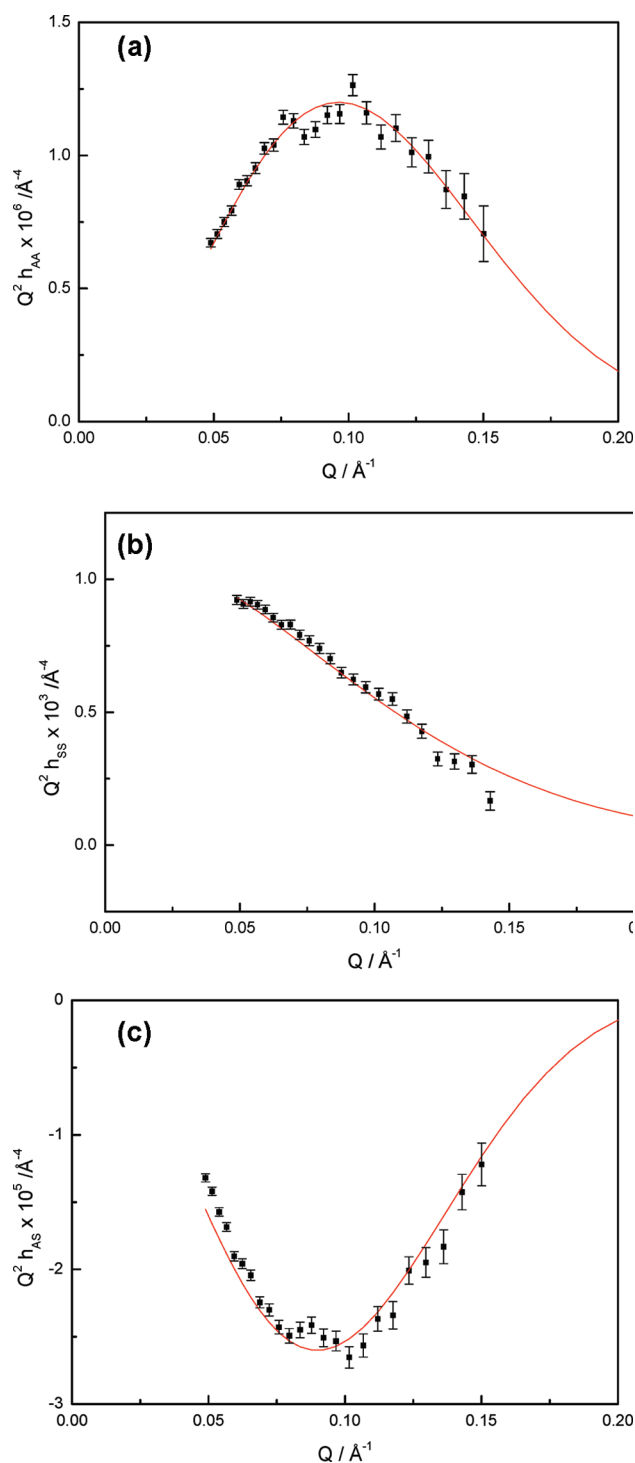 (a)
1.5
1.0
0.5
0.0
Q² h_AA x 10⁶ /Å⁻⁴
0.00 0.05 0.10 0.15 0.20
Q / Å⁻¹
(b)
1.0
0.5
0.0
Q² h_SS x 10³ /Å⁻⁴
0.00 0.05 0.10 0.15 0
Q / Å⁻¹
(c)
0
-1
-2
-3
Q² h_AS x 10⁵ /Å⁻⁴
0.00 0.05 0.10 0.15 0.20
Q / Å⁻¹